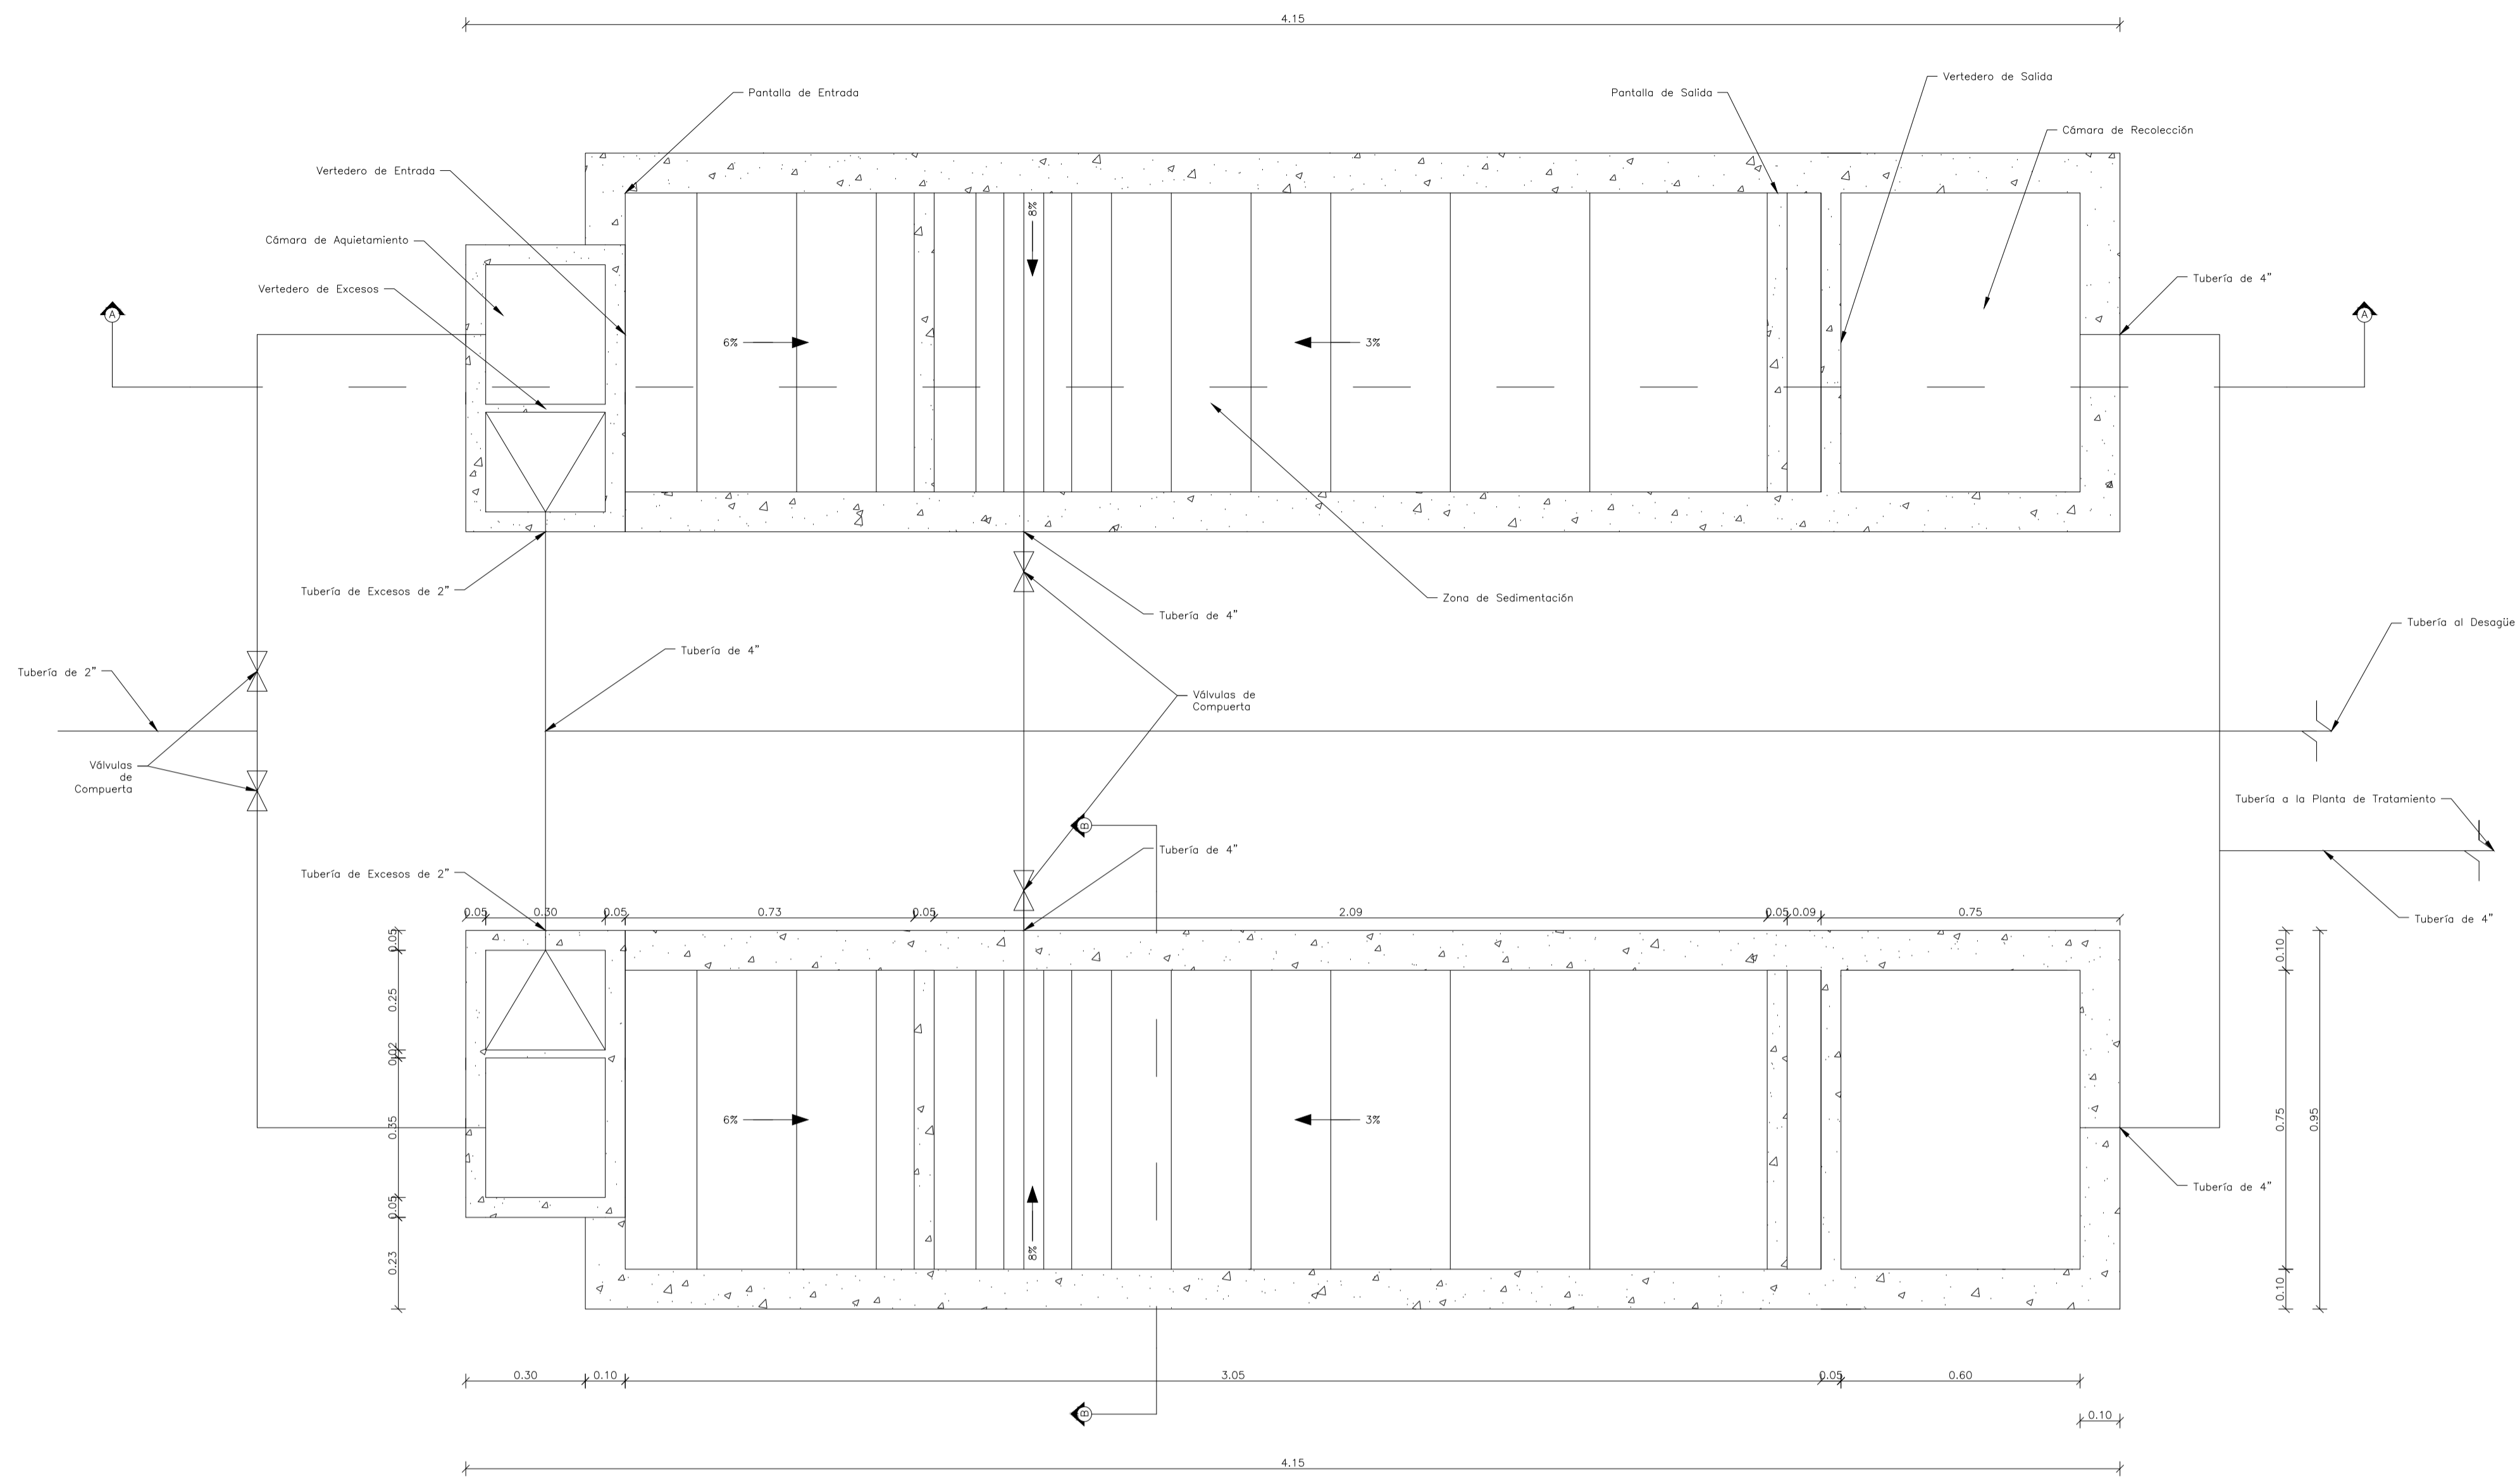 4.15
Vertedero de Salida
Pantalla de Entrada
Pantalla de Salida
Cámara de Recolección
Vertedero de Entrada
8%
Cámara de Aquietamiento
Tubería de 4"
Vertedero de Excesos
A
A
6%
3%
Tubería de Excesos de 2"
Zona de Sedimentación
Tubería de 4"
Tubería al Desagüe
Tubería de 4"
Tubería de 2"
Válvulas de
Compuerta
Válvulas
de
Compuerta
Tubería a la Planta de Tratamiento
B
Tubería de 4"
Tubería de Excesos de 2"
0.05
0.30
0.05
0.73
0.05
2.09
0.05
0.09
0.75
Tubería de 4"
0.05
0.10
0.25
0.02
0.35
6%
3%
0.75
0.95
Tubería de 4"
0.05
8%
0.23
0.10
0.30
0.10
3.05
0.05
0.60
B
0.10
4.15